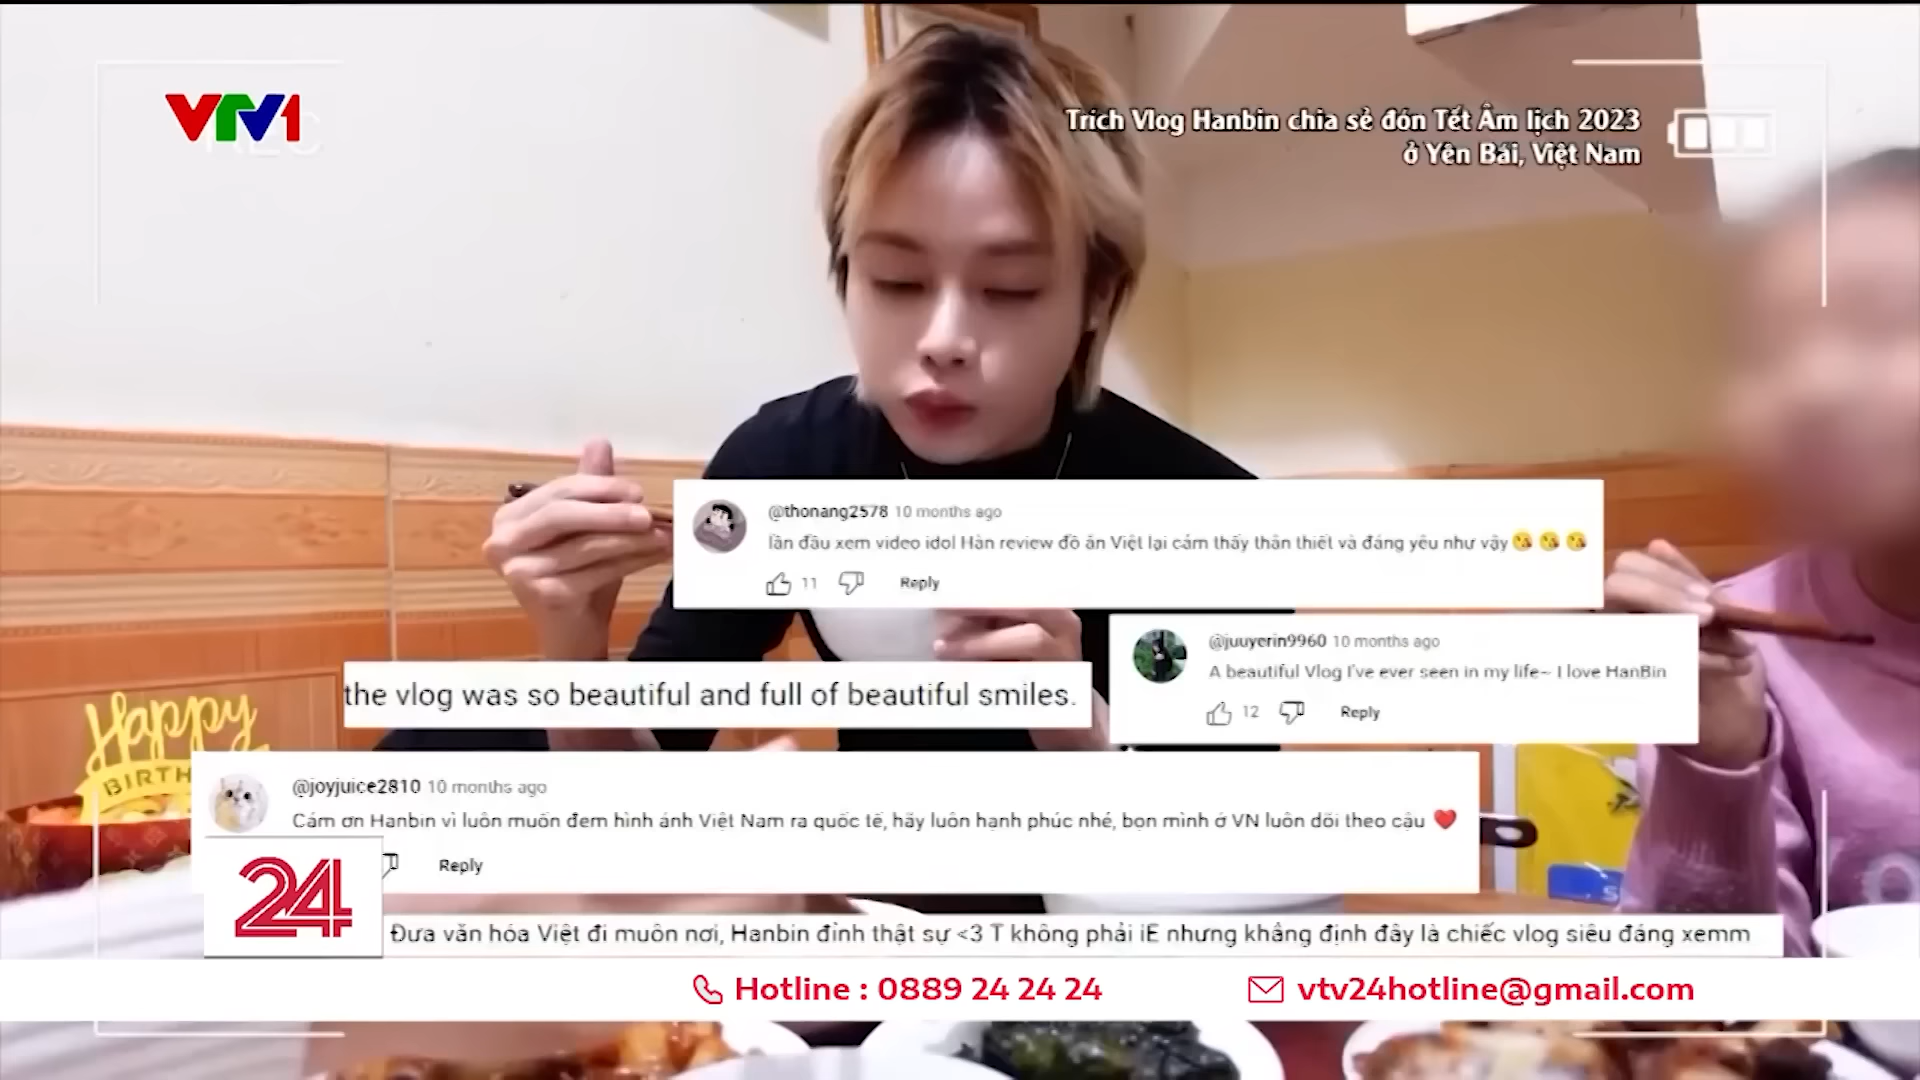 VTV1
REC
Trích Vlog Hanbin chia sẻ đón Tết Âm lịch 2023
ở Yên Bái, Việt Nam
@thonang2578 10 months ago
lần đầu xem video idol Hàn review đồ ăn Việt lại cảm thấy thân thiết và đáng yêu như vậy 😘 😘 😘
11 Reply
@juuyerin9960 10 months ago
A beautiful Vlog I've ever seen in my life~ I love HanBin
12 Reply
the vlog was so beautiful and full of beautiful smiles.
Happy
BIRTH
@joyjuice2810 10 months ago
Cám ơn Hanbin vì luôn muốn đem hình ảnh Việt Nam ra quốc tế, hãy luôn hạnh phúc nhé, bọn mình ở VN luôn dõi theo cậu ❤️
Reply
24
Đưa văn hóa Việt đi muôn nơi, Hanbin đỉnh thật sự <3 T không phải iE nhưng khẳng định đây là chiếc vlog siêu đáng xemm
Hotline : 0889 24 24 24
vtv24hotline@gmail.com